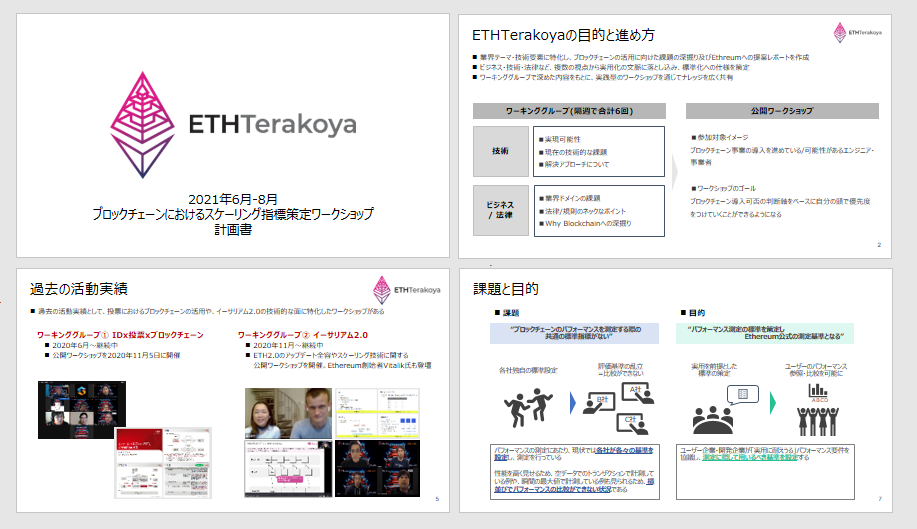 ETHTerakoya
2021年6月-8月
ブロックチェーンにおけるスケーリング指標策定ワークショップ
計画書
ETHTerakoyaの目的と進め方
ETHTerakoya
■ 業界テーマ・技術要素に特化し、ブロックチェーンの活用に向けた課題の深掘り及びEthreumへの提案レポートを作成
■ ビジネス・技術・法律など、複数の視点から実用化の文脈に落とし込み、標準化への仕様を策定
■ ワーキンググループで深めた内容をもとに、実践型のワークショップを通じてナレッジを広く共有
ワーキンググループ(隔週で合計6回)
技術
■ 実現可能性
■ 現在の技術的な課題
■ 解決アプローチについて
ビジネス
/ 法律
■ 業界ドメインの課題
■ 法律/規則のネックなポイント
■ Why Blockchainへの深掘り
公開ワークショップ
■ 参加対象イメージ
ブロックチェーン事業の導入を進めている/可能性があるエンジニア・
事業者
■ ワークショップのゴール
ブロックチェーン導入可否の判断軸をベースに自分の頭で優先度
をつけていくことができるようになる
2
過去の活動実績
ETHTerakoya
■ 過去の活動実績として、投票におけるブロックチェーンの活用や、イーサリアム2.0の技術的な面に特化したワークショップがある
ワーキンググループ① IDx投票xブロックチェーン
■ 2020年6月～継続中
■ 公開ワークショップを2020年11月5日に開催
ワーキンググループ② イーサリアム2.0
■ 2020年11月～継続中
■ ETH2.0のアップデート全容やスケーリング技術に関する
公開ワークショップを開催。Ethereum創始者Vitalik氏も登壇
5
課題と目的
■ 課題
"ブロックチェーンのパフォーマンスを測定する際の
共通の標準指標がない"
各社独自の標準設定
評価基準の乱立
=比較ができない
A社
B社
C社
パフォーマンスの測定にあたり、現状では各社が各々の基準を
設定し、測定を行っている
性能を高く見せるため、空データでのトランザクションで計測して
いる例や、瞬間の最大値で計測している例も見られるため、横
並びでパフォーマンスの比較ができない状況である
■ 目的
"パフォーマンス測定の標準を策定し
Ethereum公式の測定基準となる"
実用を前提とした
標準の策定
ユーザーのパフォーマンス
参照・比較を可能に
A B C D
ユーザー企業・開発企業が「実用に耐えうる」パフォーマンス要件を
測定に際して用いるべき基準を設定する
7